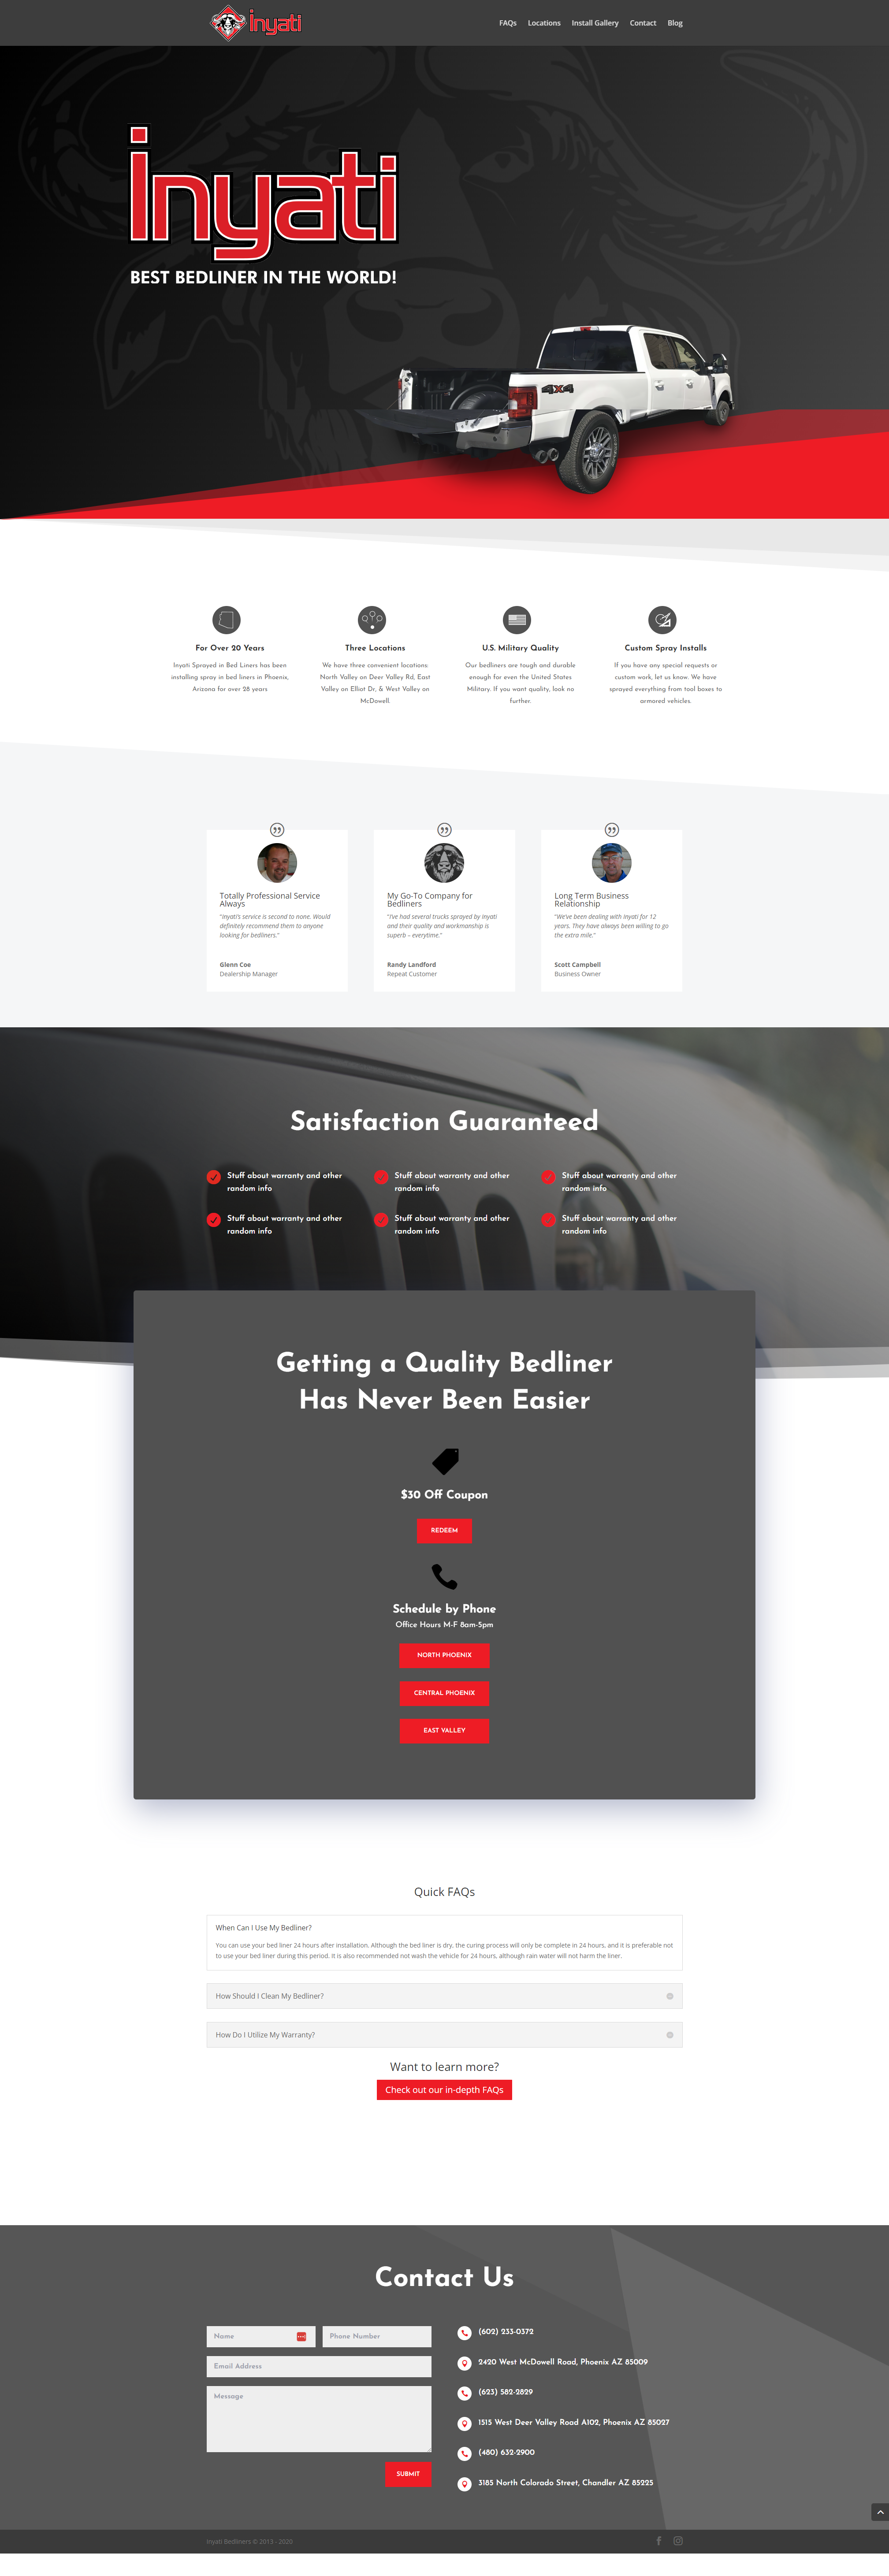 Inyati
FAQs Locations Install Gallery Contact Blog
Inyati
BEST BEDLINER IN THE WORLD!
4X4
For Over 20 Years
Inyati Sprayed in Bed Liners has been
installing spray in bed liners in Phoenix,
Arizona for over 28 years
Three Locations
We have three convenient locations:
North Valley on Deer Valley Rd, East
Valley on Elliot Dr, & West Valley on
McDowell.
U.S. Military Quality
Our bedliners are tough and durable
enough for even the United States
Military. If you want quality, look no
further.
Custom Spray Installs
If you have any special requests or
custom work, let us know. We have
sprayed everything from tool boxes to
armored vehicles.
Totally Professional Service
Always
"Inyati's service is second to none. Would
definitely recommend them to anyone
looking for bedliners."
Glenn Coe
Dealership Manager
My Go-To Company for
Bedliners
"I've had several trucks sprayed by Inyati
and their quality and workmanship is
superb – everytime."
Randy Landford
Repeat Customer
Long Term Business
Relationship
"We've been dealing with Inyati for 12
years. They have always been willing to go
the extra mile."
Scott Campbell
Business Owner
Satisfaction Guaranteed
Stuff about warranty and other
random info
Stuff about warranty and other
random info
Stuff about warranty and other
random info
Stuff about warranty and other
random info
Stuff about warranty and other
random info
Stuff about warranty and other
random info
Getting a Quality Bedliner
Has Never Been Easier
$30 Off Coupon
REDEEM
Schedule by Phone
Office Hours M-F 8am-5pm
NORTH PHOENIX
CENTRAL PHOENIX
EAST VALLEY
Quick FAQs
When Can I Use My Bedliner?
You can use your bed liner 24 hours after installation. Although the bed liner is dry, the curing process will only be complete in 24 hours, and it is preferable not
to use your bed liner during this period. It is also recommended not wash the vehicle for 24 hours, although rain water will not harm the liner.
How Should I Clean My Bedliner?
How Do I Utilize My Warranty?
Want to learn more?
Check out our in-depth FAQs
Contact Us
Name
Phone Number
Email Address
Message
SUBMIT
(602) 233-0372
2420 West McDowell Road, Phoenix AZ 85009
(623) 582-2829
1515 West Deer Valley Road A102, Phoenix AZ 85027
(480) 632-2900
3185 North Colorado Street, Chandler AZ 85225
Inyati Bedliners © 2013 - 2020